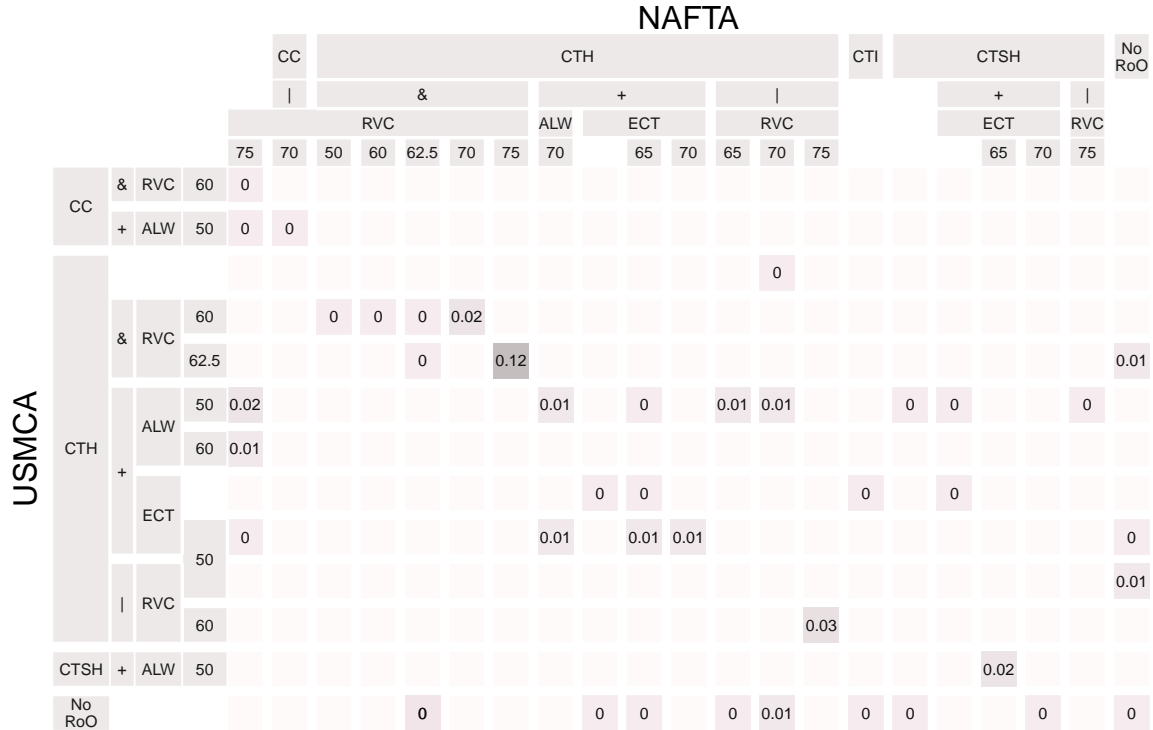 NAFTA
CC CTH CTI CTSH No RoO
| & + | + |
RVC ALW ECT RVC ECT RVC
75 70 50 60 62.5 70 75 70 65 70 65 70 75 65 70 75
USMCA
CC & RVC 60 0
+ ALW 50 0 0
0
60 0 0 0 0.02
& RVC
62.5 0 0.12 0.01
50 0.02 0.01 0 0.01 0.01 0 0 0
ALW
CTH 60 0.01
+
0 0 0 0
ECT
0 0.01 0.01 0.01 0
50
0.01
| RVC
60 0.03
CTSH + ALW 50 0.02
No RoO 0 0 0 0 0.01 0 0 0 0